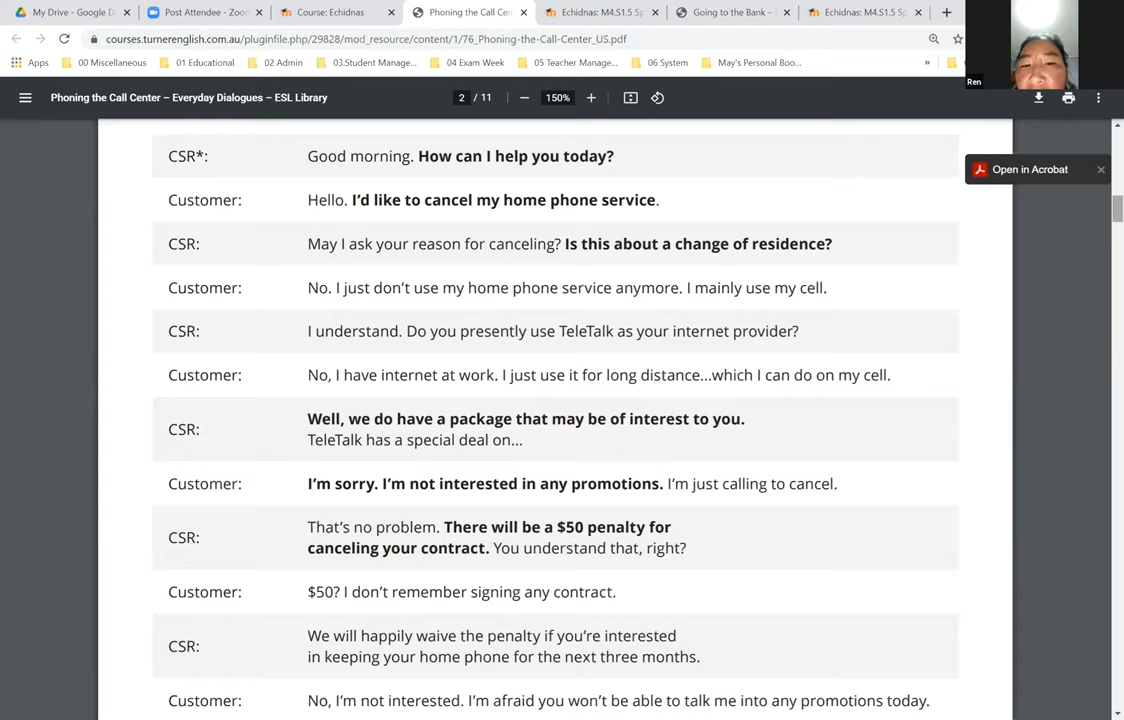 My Drive - Google D
Post Attendee - Zoon
Course: Echidnas
Phoning the Call Cen
Echidnas: M4.S1.5 Sp
Going to the Bank – E
Echidnas: M4.S1.5 Sp
courses.turnerenglish.com.au/pluginfile.php/29828/mod_resource/content/1/76_Phoning-the-Call-Center_US.pdf
Apps
00 Miscellaneous
01 Educational
02 Admin
03.Student Manage...
04 Exam Week
05 Teacher Manage...
06 System
May's Personal Boo...
»
Ren
Phoning the Call Center – Everyday Dialogues – ESL Library
2 / 11
150%
Open in Acrobat
CSR*: Good morning. How can I help you today?
Customer: Hello. I'd like to cancel my home phone service.
CSR: May I ask your reason for canceling? Is this about a change of residence?
Customer: No. I just don't use my home phone service anymore. I mainly use my cell.
CSR: I understand. Do you presently use TeleTalk as your internet provider?
Customer: No, I have internet at work. I just use it for long distance...which I can do on my cell.
CSR: Well, we do have a package that may be of interest to you.
TeleTalk has a special deal on...
Customer: I'm sorry. I'm not interested in any promotions. I'm just calling to cancel.
CSR: That's no problem. There will be a $50 penalty for
canceling your contract. You understand that, right?
Customer: $50? I don't remember signing any contract.
CSR: We will happily waive the penalty if you're interested
in keeping your home phone for the next three months.
Customer: No, I'm not interested. I'm afraid you won't be able to talk me into any promotions today.